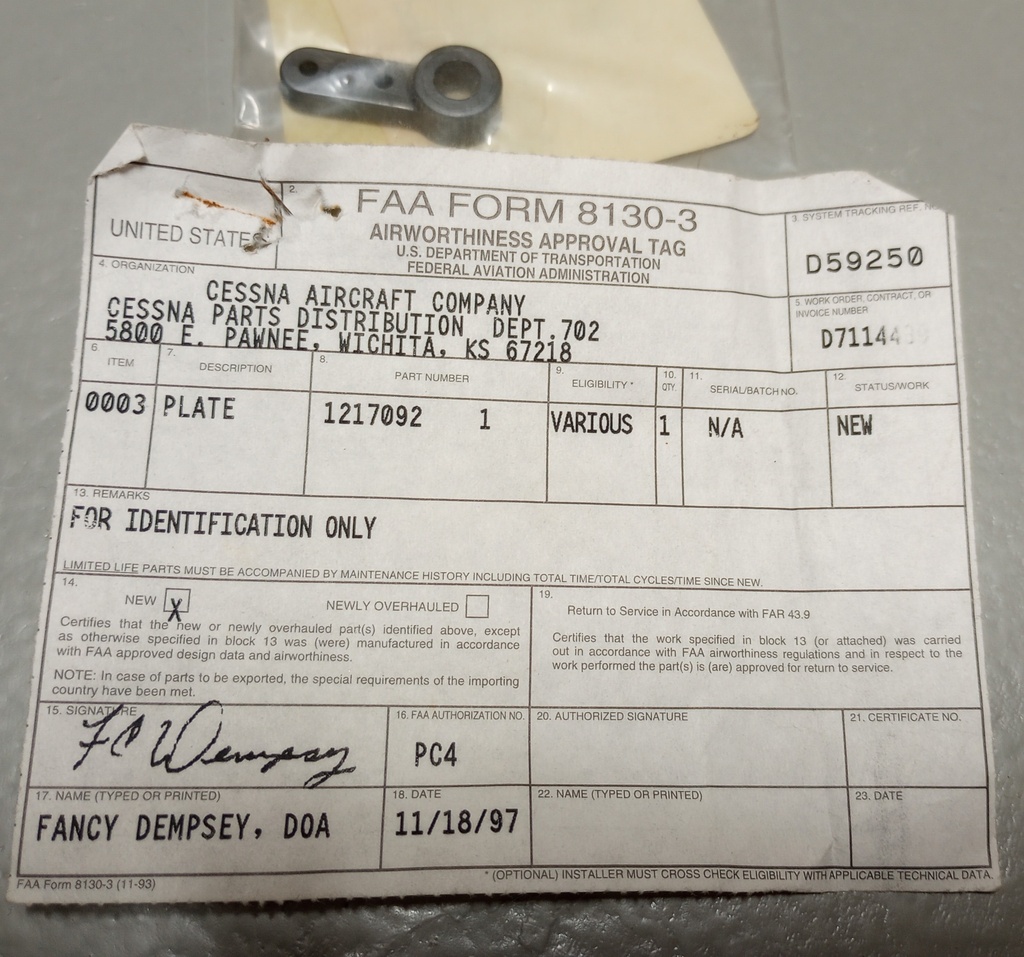 2.
FAA FORM 8130-3
3. SYSTEM TRACKING REF.
UNITED STATES
AIRWORTHINESS APPROVAL TAG
U.S. DEPARTMENT OF TRANSPORTATION
FEDERAL AVIATION ADMINISTRATION
D59250
4. ORGANIZATION
CESSNA AIRCRAFT COMPANY
CESSNA PARTS DISTRIBUTION DEPT.702
5800 E. PAWNEE, WICHITA, KS 67218
5. WORK ORDER, CONTRACT, OR
INVOICE NUMBER
6. ITEM
7. DESCRIPTION
8. PART NUMBER
9. ELIGIBILITY *
10. QTY.
11. SERIAL/BATCH NO.
12 STATUS/WORK
0003 PLATE 1217092 1 VARIOUS 1 N/A NEW
13. REMARKS
FOR IDENTIFICATION ONLY
LIMITED LIFE PARTS MUST BE ACCOMPANIED BY MAINTENANCE HISTORY INCLUDING TOTAL TIME/TOTAL CYCLES/TIME SINCE NEW.
14.
NEW X NEWLY OVERHAULED
Certifies that the new or newly overhauled part(s) identified above, except
as otherwise specified in block 13 was (were) manufactured in accordance
with FAA approved design data and airworthiness.
NOTE: In case of parts to be exported, the special requirements of the importing
country have been met.
19.
Return to Service in Accordance with FAR 43.9
Certifies that the work specified in block 13 (or attached) was carried
out in accordance with FAA airworthiness regulations and in respect to the
work performed the part(s) is (are) approved for return to service.
15. SIGNATURE
FC Dempsey
16. FAA AUTHORIZATION NO.
PC4
20. AUTHORIZED SIGNATURE
21. CERTIFICATE NO.
17. NAME (TYPED OR PRINTED)
FANCY DEMPSEY, DOA
18. DATE
11/18/97
22. NAME (TYPED OR PRINTED)
23. DATE
FAA Form 8130-3 (11-93)
* (OPTIONAL) INSTALLER MUST CROSS CHECK ELIGIBILITY WITH APPLICABLE TECHNICAL DATA.